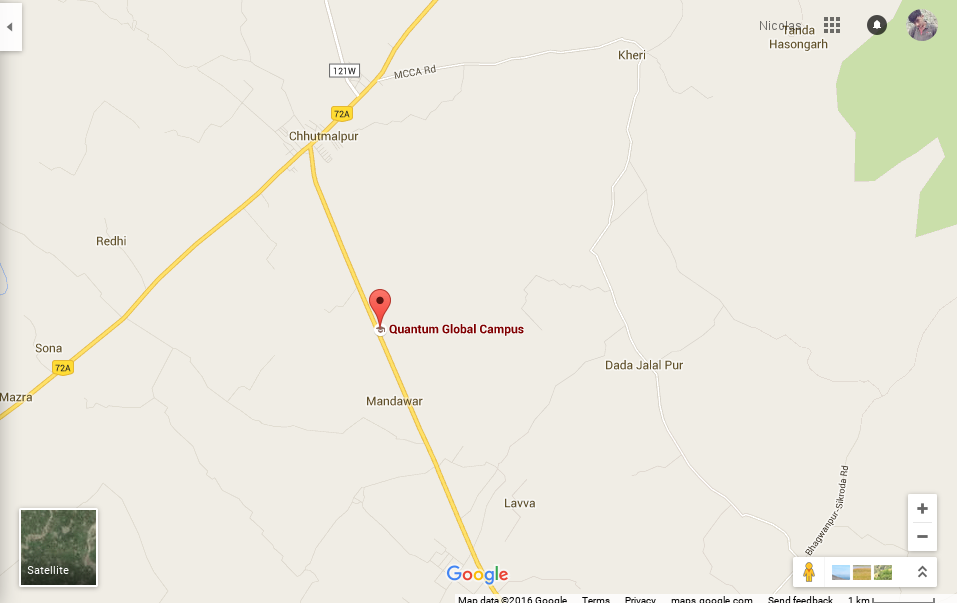 Nicolas
Tanda
Hasongarh
Kheri
121W
MCCA Rd
72A
Chhutmalpur
Redhi
Quantum Global Campus
Sona
72A
Dada Jalal Pur
Mazra
Mandawar
Lavva
Bhagwanpur-Sikroda Rd
Satellite
Google
Map data ©2016 Google Terms Privacy maps.google.com Send feedback 1 km